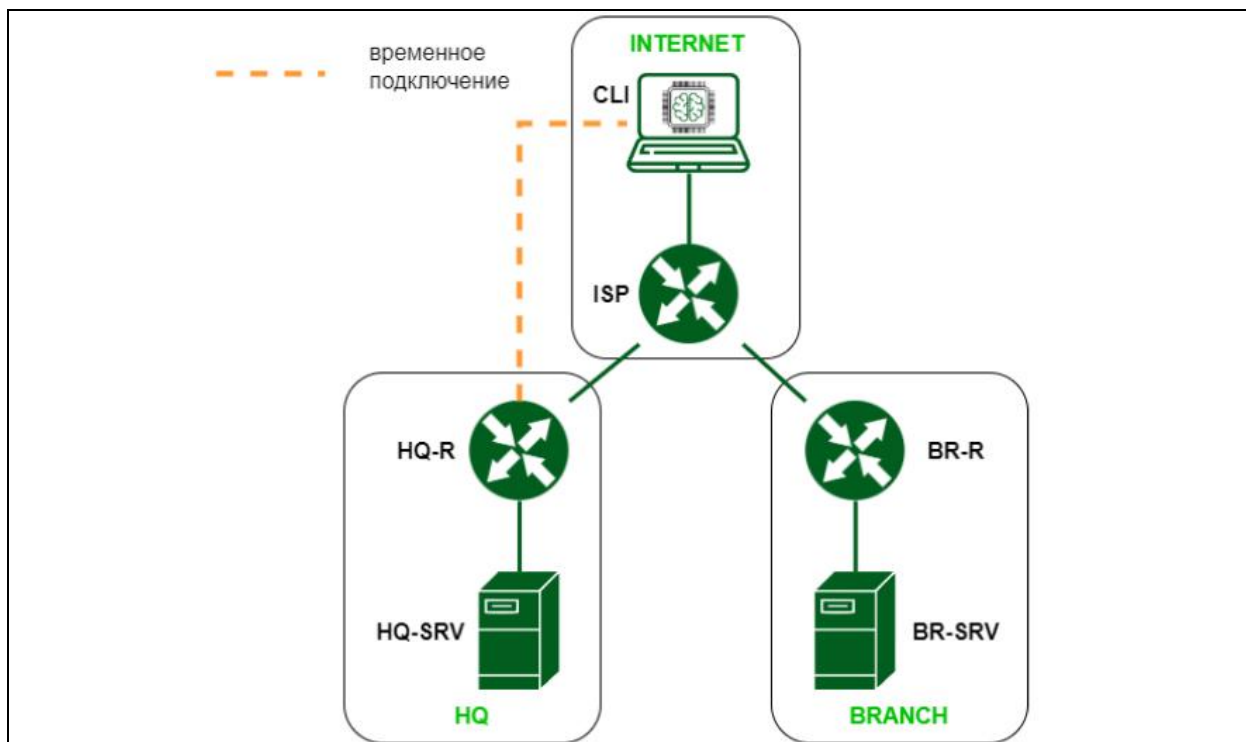 временное
подключение
INTERNET
CLI
ISP
HQ-R
BR-R
HQ-SRV
BR-SRV
HQ
BRANCH